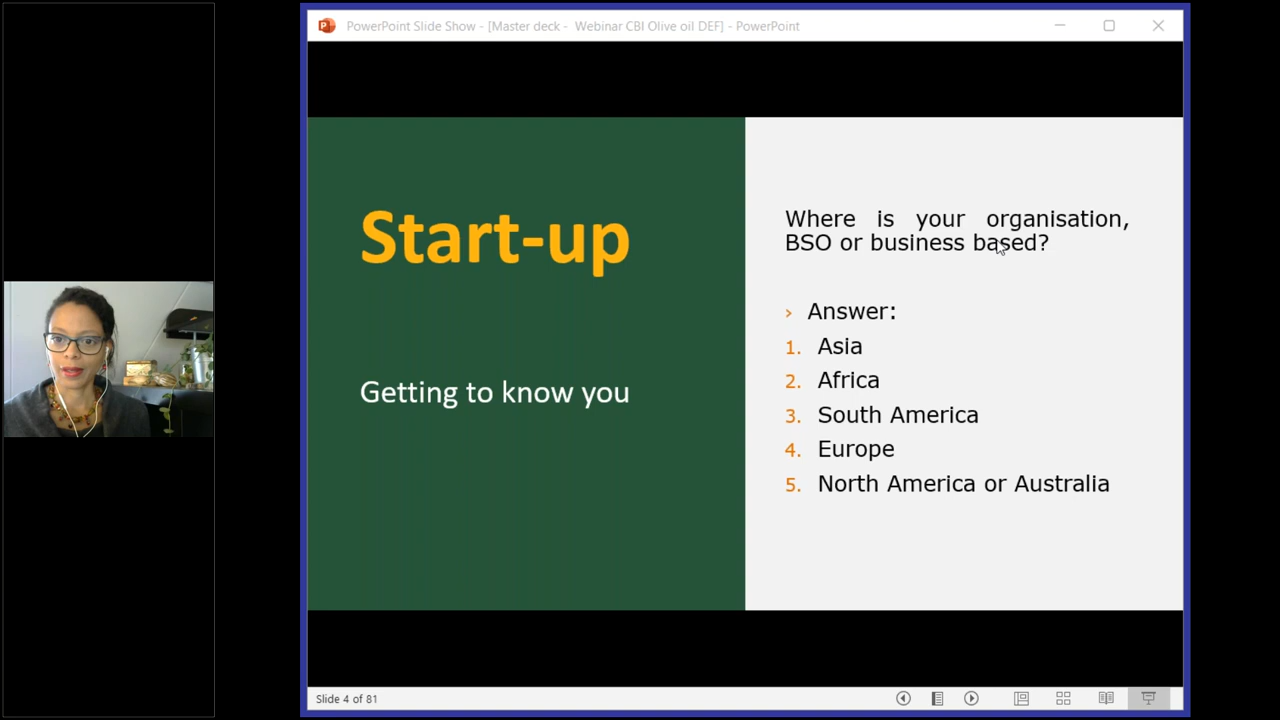 PowerPoint Slide Show - [Master deck - Webinar CBI Olive oil DEF] - PowerPoint
Start-up
Getting to know you
Where is your organisation,
BSO or business based?
› Answer:
1. Asia
2. Africa
3. South America
4. Europe
5. North America or Australia
Slide 4 of 81